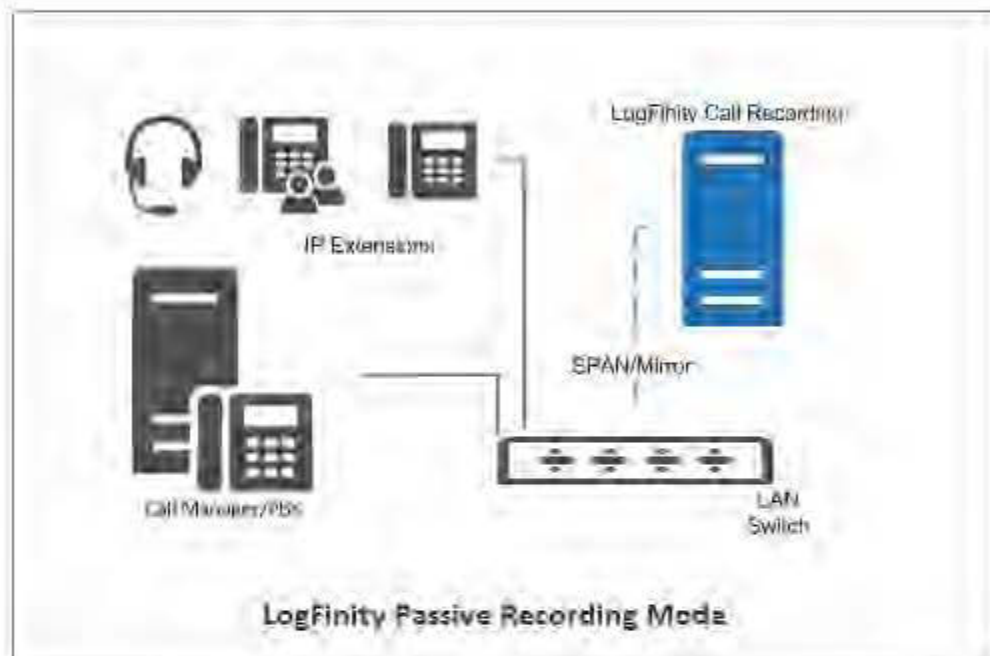 LogFinity Call Recording
IP Extensions
SPAN/Mirror
Call Manager/PBX
LAN
Switch
LogFinity Passive Recording Mode